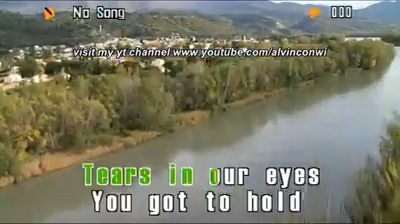 No Song 000
visit my yt channel www.youtube.com/alvinconwi
Tears in our eyes
You got to hold